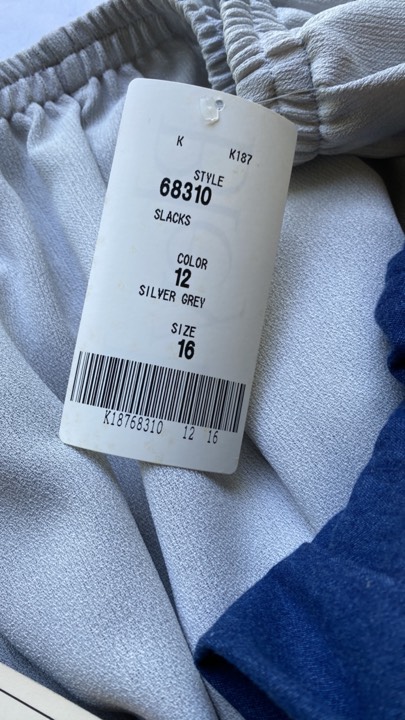 K K187
STYLE
68310
SLACKS
COLOR
12
SILVER GREY
SIZE
16
K18768310 12 16